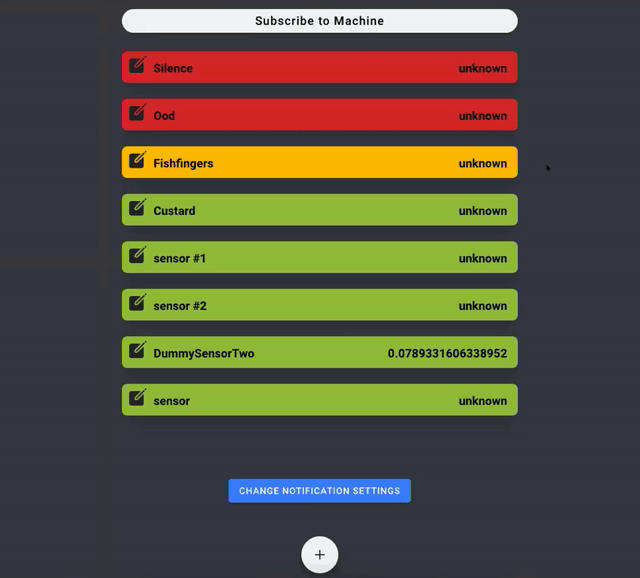 Subscribe to Machine
Silence unknown
Ood unknown
Fishfingers unknown
Custard unknown
sensor #1 unknown
sensor #2 unknown
DummySensorTwo 0.0789331606338952
sensor unknown
CHANGE NOTIFICATION SETTINGS
+